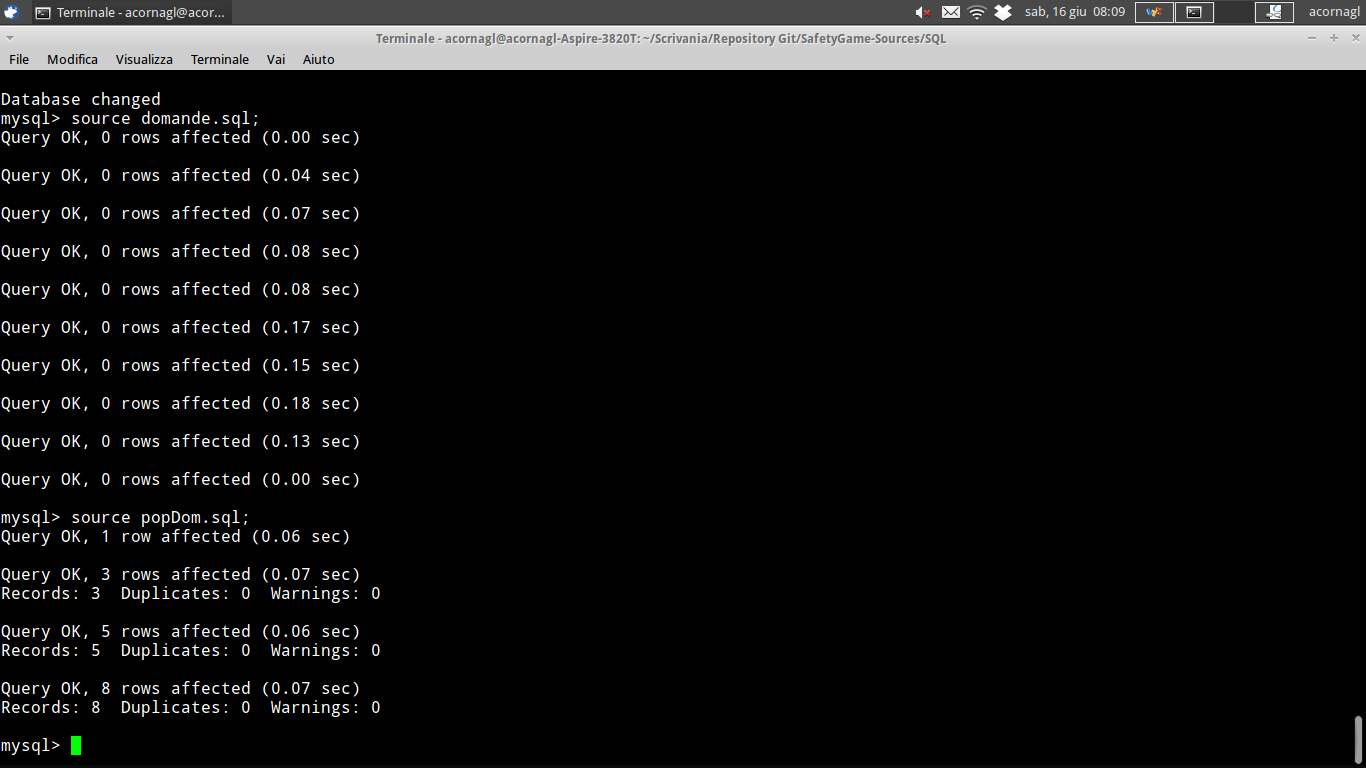 Terminale - acornagl@acor...
sab, 16 giu 08:09
acornagl
Terminale - acornagl@acornagl-Aspire-3820T: ~/Scrivania/Repository Git/SafetyGame-Sources/SQL
File Modifica Visualizza Terminale Vai Aiuto
Database changed
mysql> source domande.sql;
Query OK, 0 rows affected (0.00 sec)
Query OK, 0 rows affected (0.04 sec)
Query OK, 0 rows affected (0.07 sec)
Query OK, 0 rows affected (0.08 sec)
Query OK, 0 rows affected (0.08 sec)
Query OK, 0 rows affected (0.17 sec)
Query OK, 0 rows affected (0.15 sec)
Query OK, 0 rows affected (0.18 sec)
Query OK, 0 rows affected (0.13 sec)
Query OK, 0 rows affected (0.00 sec)
mysql> source popDom.sql;
Query OK, 1 row affected (0.06 sec)
Query OK, 3 rows affected (0.07 sec)
Records: 3  Duplicates: 0  Warnings: 0
Query OK, 5 rows affected (0.06 sec)
Records: 5  Duplicates: 0  Warnings: 0
Query OK, 8 rows affected (0.07 sec)
Records: 8  Duplicates: 0  Warnings: 0
mysql>